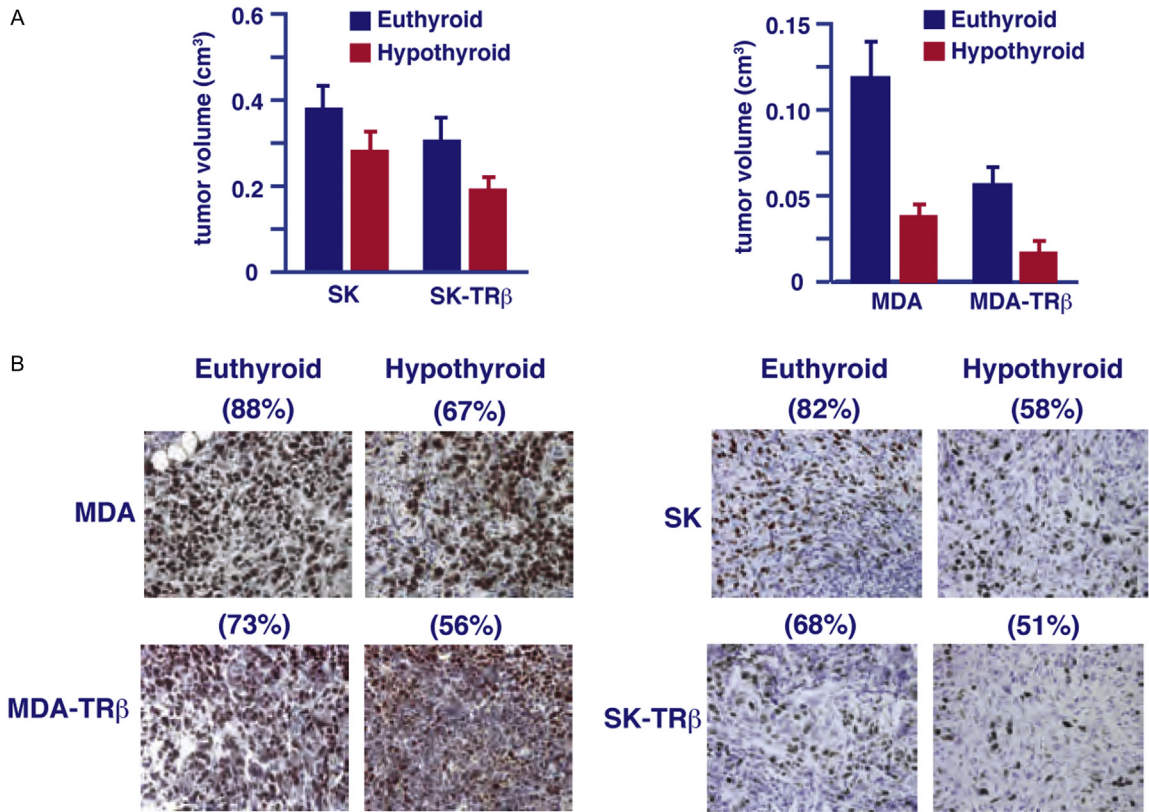 A
tumor volume (cm³)
0.6
0.4
0.2
0
Euthyroid
Hypothyroid
SK
SK-TRβ
tumor volume (cm³)
0.15
0.10
0.05
0
Euthyroid
Hypothyroid
MDA
MDA-TRβ
B
Euthyroid Hypothyroid
(88%) (67%)
MDA
(73%) (56%)
MDA-TRβ
Euthyroid Hypothyroid
(82%) (58%)
SK
(68%) (51%)
SK-TRβ